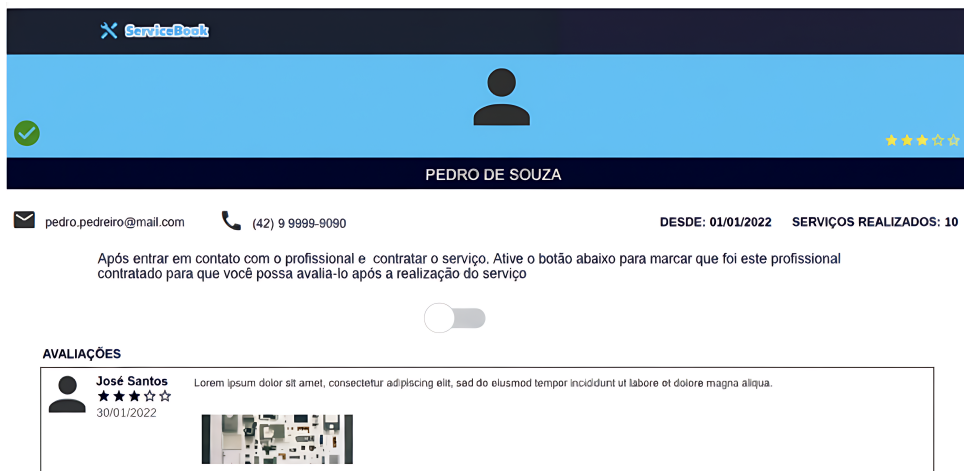 ServiceBook
PEDRO DE SOUZA
pedro.pedreiro@mail.com
(42) 9 9999-9090
DESDE: 01/01/2022
SERVIÇOS REALIZADOS: 10
Após entrar em contato com o profissional e contratar o serviço. Ative o botão abaixo para marcar que foi este profissional
contratado para que você possa avalia-lo após a realização do serviço
AVALIAÇÕES
José Santos
Lorem ipsum dolor sit amet, consectetur adipiscing elit, sad do eiusmod tempor incididunt ut labore et dolore magna aliqua.
30/01/2022